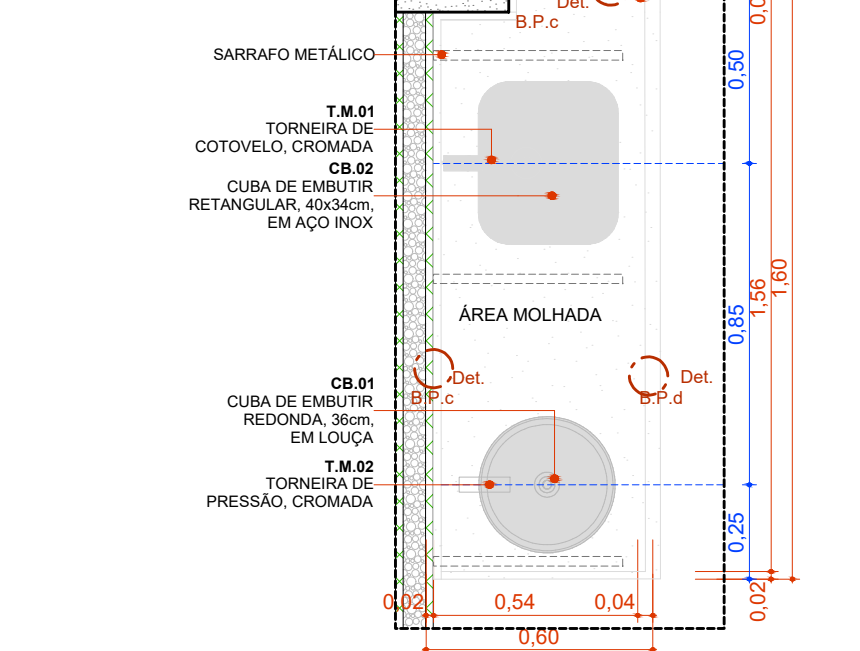 Det.
B.P.c
SARRAFO METÁLICO
T.M.01
TORNEIRA DE
COTOVELO, CROMADA
CB.02
CUBA DE EMBUTIR
RETANGULAR, 40x34cm,
EM AÇO INOX
ÁREA MOLHADA
Det.
B.P.c
Det.
B.P.d
CB.01
CUBA DE EMBUTIR
REDONDA, 36cm,
EM LOUÇA
T.M.02
TORNEIRA DE
PRESSÃO, CROMADA
0,50
0,85
0,25
1,56
1,60
0,02
0,02
0,54
0,04
0,60